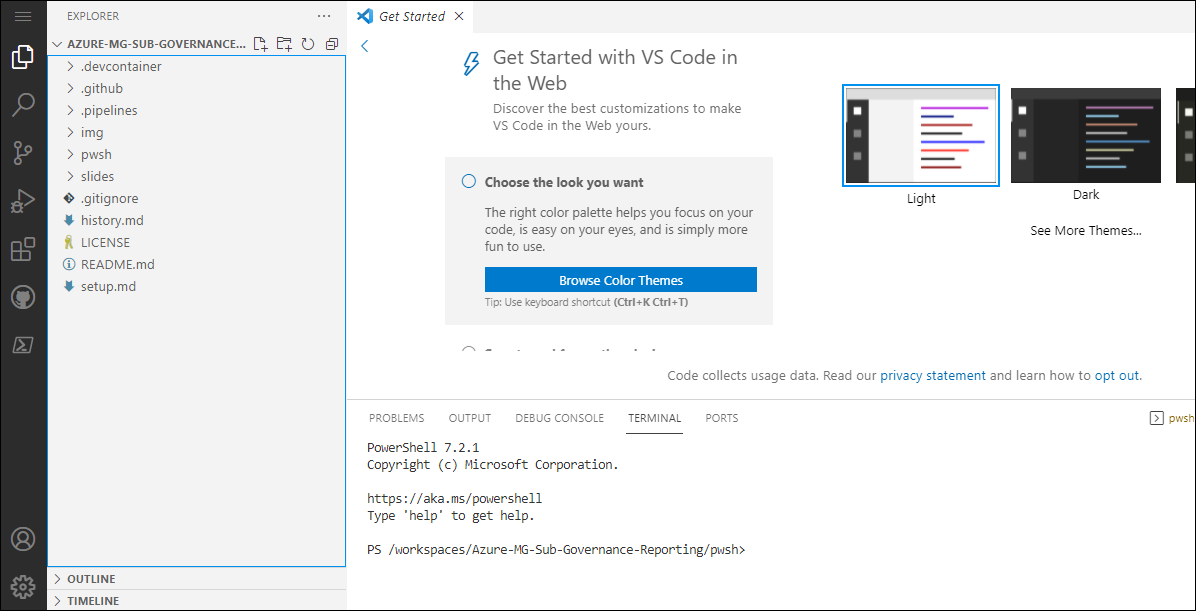 EXPLORER
AZURE-MG-SUB-GOVERNANCE...
.devcontainer
.github
.pipelines
img
pwsh
slides
.gitignore
history.md
LICENSE
README.md
setup.md
OUTLINE
TIMELINE
Get Started
Get Started with VS Code in
the Web
Discover the best customizations to make
VS Code in the Web yours.
Choose the look you want
The right color palette helps you focus on your
code, is easy on your eyes, and is simply more
fun to use.
Browse Color Themes
Tip: Use keyboard shortcut (Ctrl+K Ctrl+T)
Light
Dark
See More Themes...
Code collects usage data. Read our privacy statement and learn how to opt out.
PROBLEMS OUTPUT DEBUG CONSOLE TERMINAL PORTS
pwsh
PowerShell 7.2.1
Copyright (c) Microsoft Corporation.
https://aka.ms/powershell
Type 'help' to get help.
PS /workspaces/Azure-MG-Sub-Governance-Reporting/pwsh>